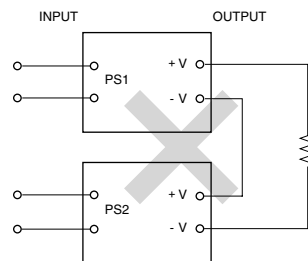 INPUT OUTPUT
+ V
PS1
- V
+ V
PS2
- V